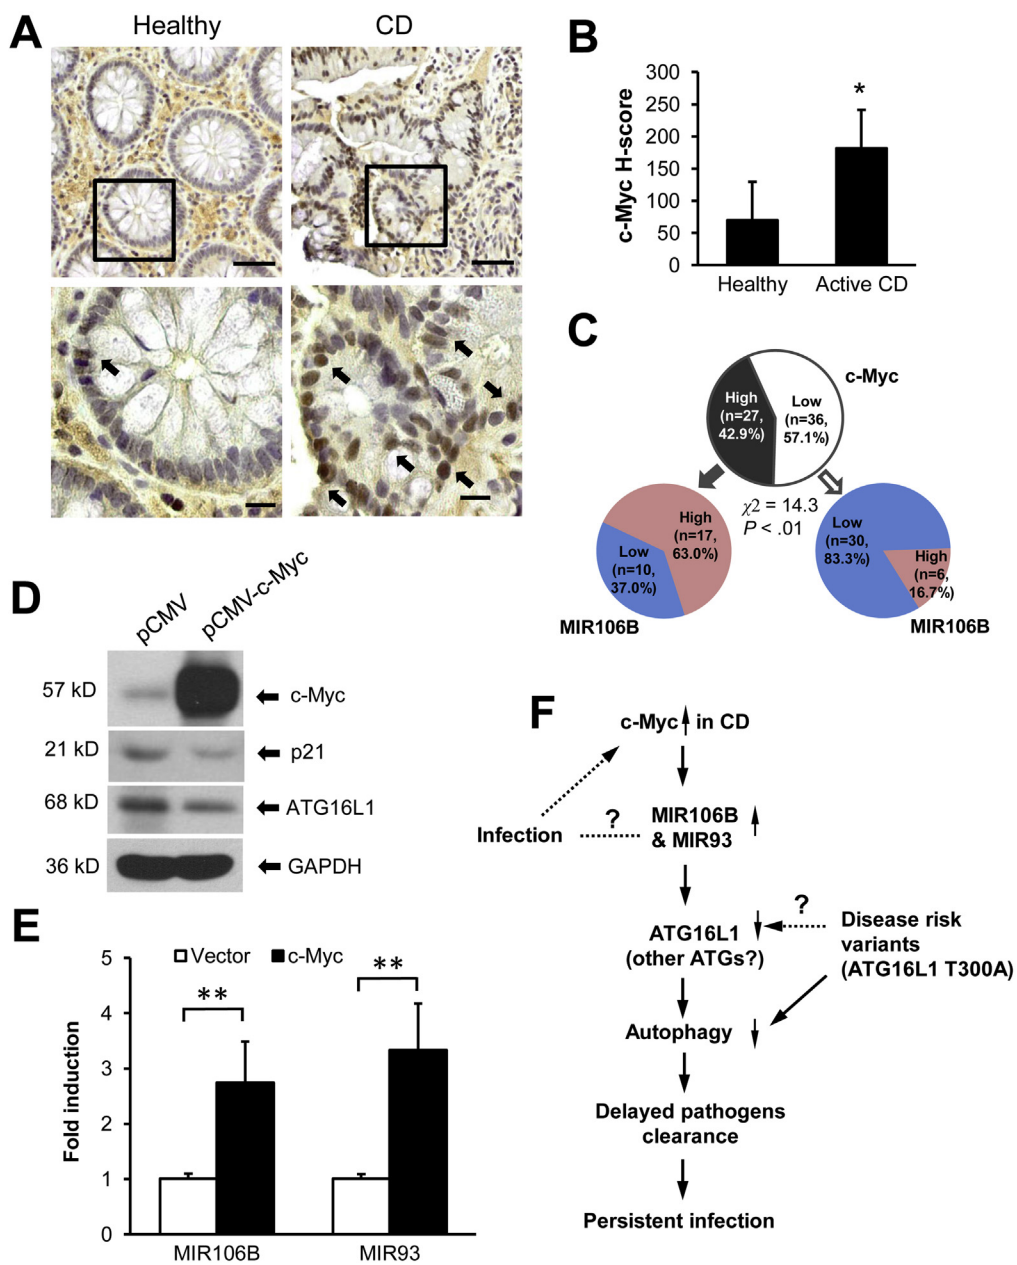 A
Healthy
CD
B
c-Myc H-score
300
250
200
150
100
50
0
*
Healthy
Active CD
C
c-Myc
High
(n=27,
42.9%)
Low
(n=36,
57.1%)
χ2 = 14.3
P < .01
High
(n=17,
63.0%)
Low
(n=10,
37.0%)
MIR106B
Low
(n=30,
83.3%)
High
(n=6,
16.7%)
MIR106B
D
pCMV
pCMV-c-Myc
57 kD
c-Myc
21 kD
p21
68 kD
ATG16L1
36 kD
GAPDH
E
Fold induction
5
4
3
2
1
0
Vector
c-Myc
**
**
MIR106B
MIR93
F
c-Myc in CD
Infection
?
MIR106B
& MIR93
ATG16L1
(other ATGs?)
?
Disease risk
variants
(ATG16L1 T300A)
Autophagy
Delayed pathogens
clearance
Persistent infection